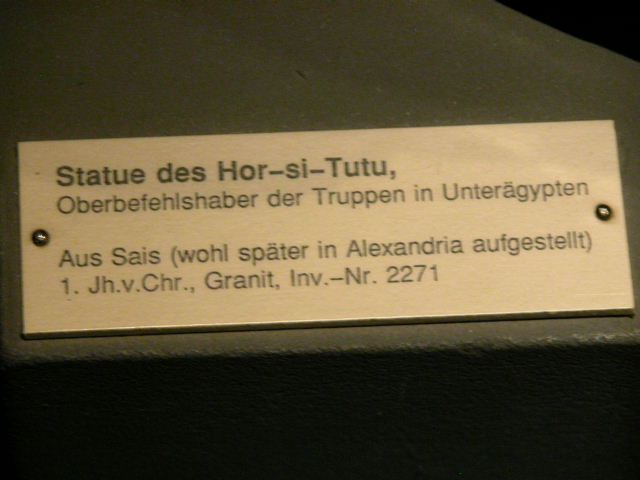 Statue des Hor-si-Tutu,
Oberbefehlshaber der Truppen in Unterägypten
Aus Sais (wohl später in Alexandria aufgestellt)
1. Jh.v.Chr., Granit, Inv.-Nr. 2271